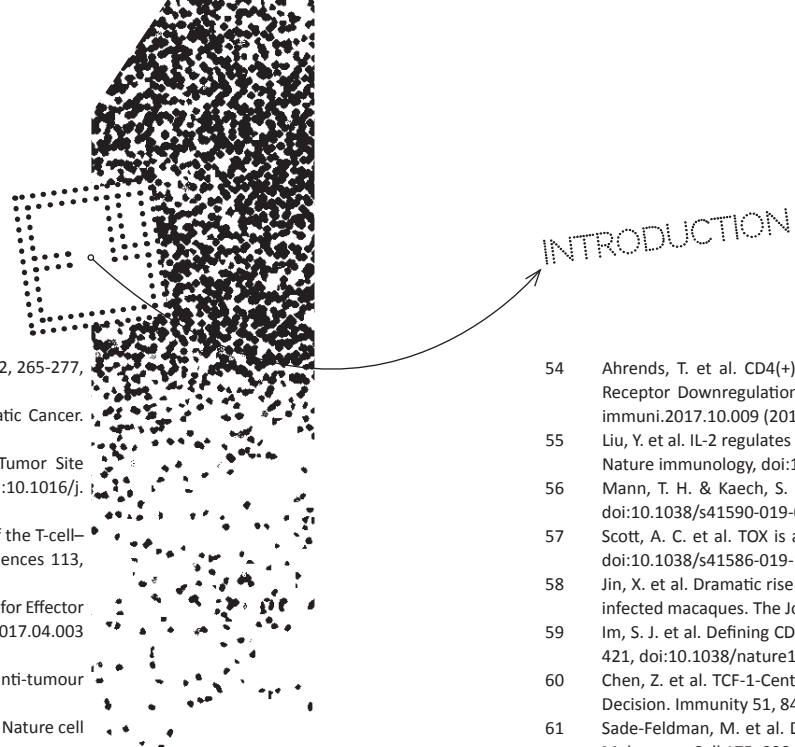 INTRODUCTION
2, 265-277,
atic Cancer.
Tumor Site
:10.1016/j.
f the T-cell–
ences 113,
for Effector
017.04.003
nti-tumour
Nature cell
54 Ahrends, T. et al. CD4(+)
Receptor Downregulation
immuni.2017.10.009 (201
55 Liu, Y. et al. IL-2 regulates
Nature immunology, doi:1
56 Mann, T. H. & Kaech, S.
doi:10.1038/s41590-019-
57 Scott, A. C. et al. TOX is a
doi:10.1038/s41586-019-
58 Jin, X. et al. Dramatic rise
infected macaques. The Jo
59 Im, S. J. et al. Defining CD
421, doi:10.1038/nature1
60 Chen, Z. et al. TCF-1-Cent
Decision. Immunity 51, 84
61 Sade-Feldman, M. et al. D